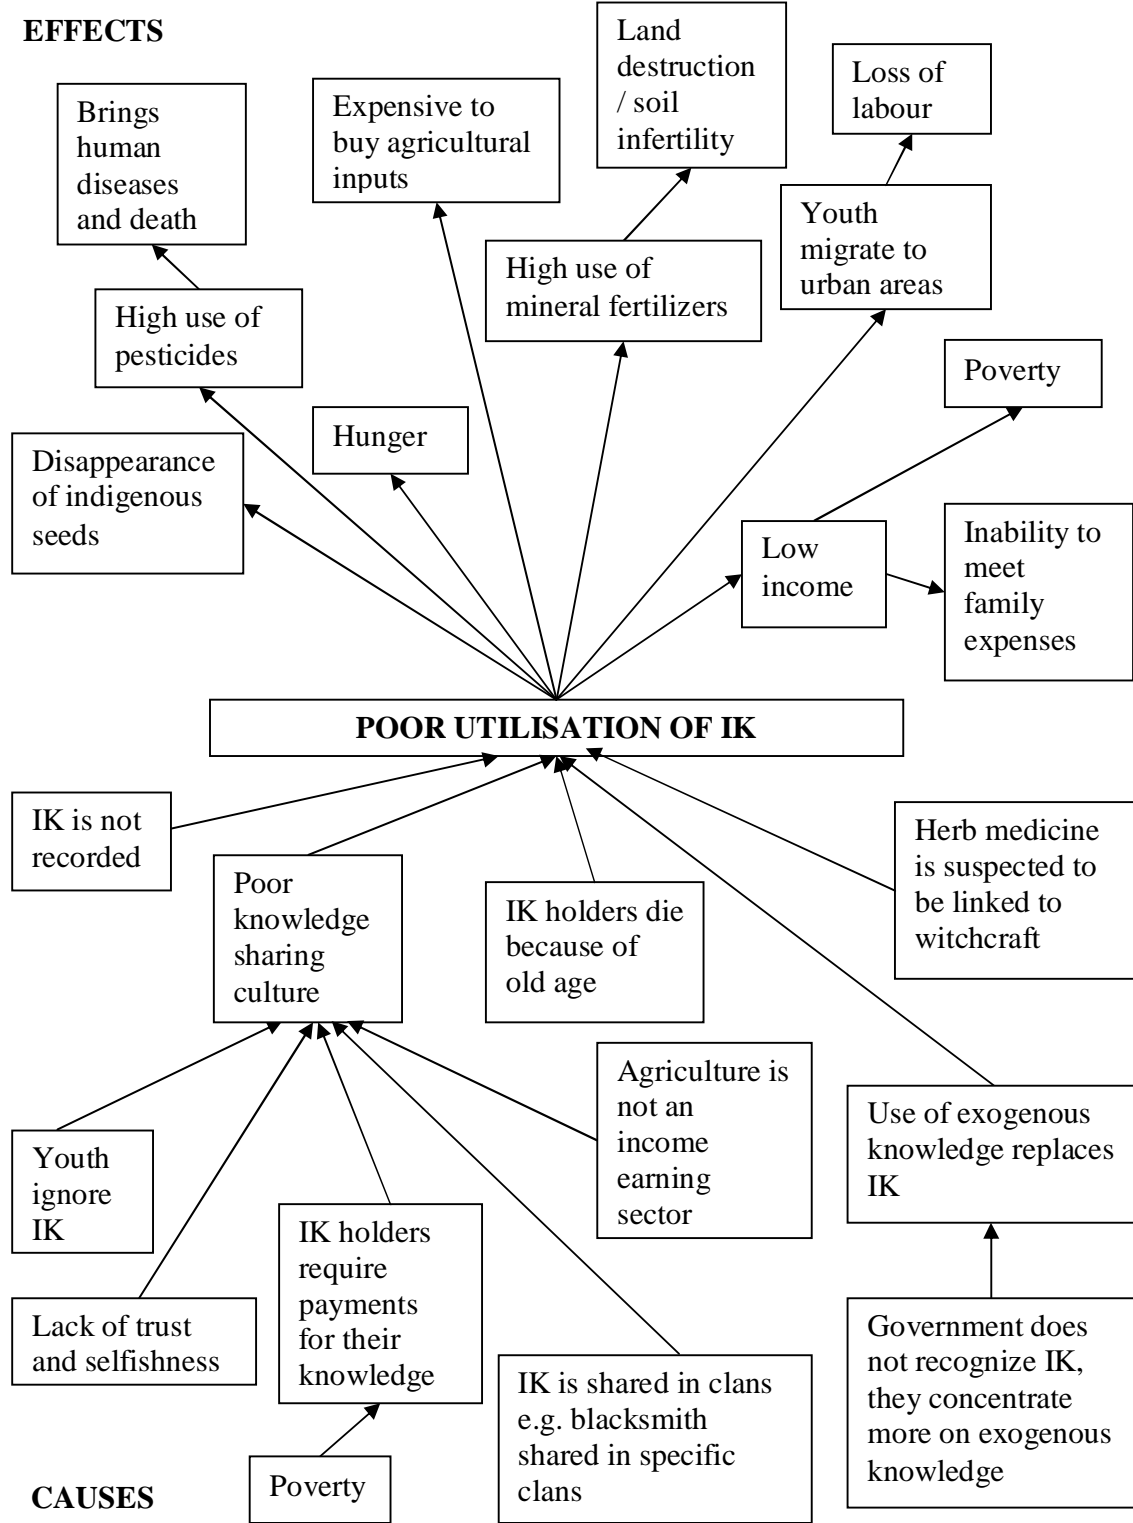 EFFECTS
Land
destruction
/ soil
infertility
Loss of
labour
Brings
human
diseases
and death
Expensive to
buy agricultural
inputs
Youth
migrate to
urban areas
High use of
mineral fertilizers
High use of
pesticides
Poverty
Hunger
Disappearance
of indigenous
seeds
Low
income
Inability to
meet
family
expenses
POOR UTILISATION OF IK
IK is not
recorded
Herb medicine
is suspected to
be linked to
witchcraft
Poor
knowledge
sharing
culture
IK holders die
because of
old age
Agriculture is
not an
income
earning
sector
Use of exogenous
knowledge replaces
IK
Youth
ignore
IK
IK holders
require
payments
for their
knowledge
Lack of trust
and selfishness
Government does
not recognize IK,
they concentrate
more on exogenous
knowledge
IK is shared in clans
e.g. blacksmith
shared in specific
clans
Poverty
CAUSES